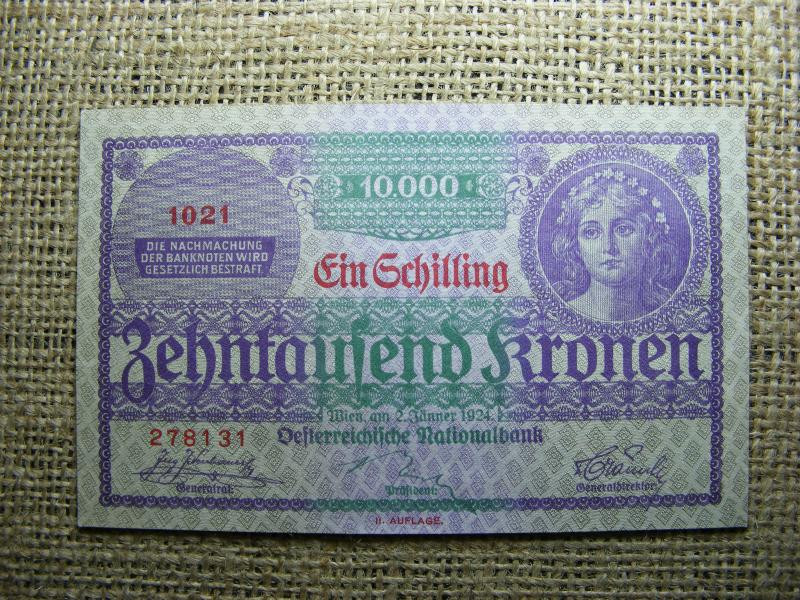 10.000
1021
DIE NACHMACHUNG
DER BANKNOTEN WIRD
GESETZLICH BESTRAFT.
Ein Schilling
Zehntausend Kronen
Wien, am 2. Jänner 1924.
278131
Oesterreichische Nationalbank
Generalrat:
Präsident:
Generaldirektor:
II. AUFLAGE.